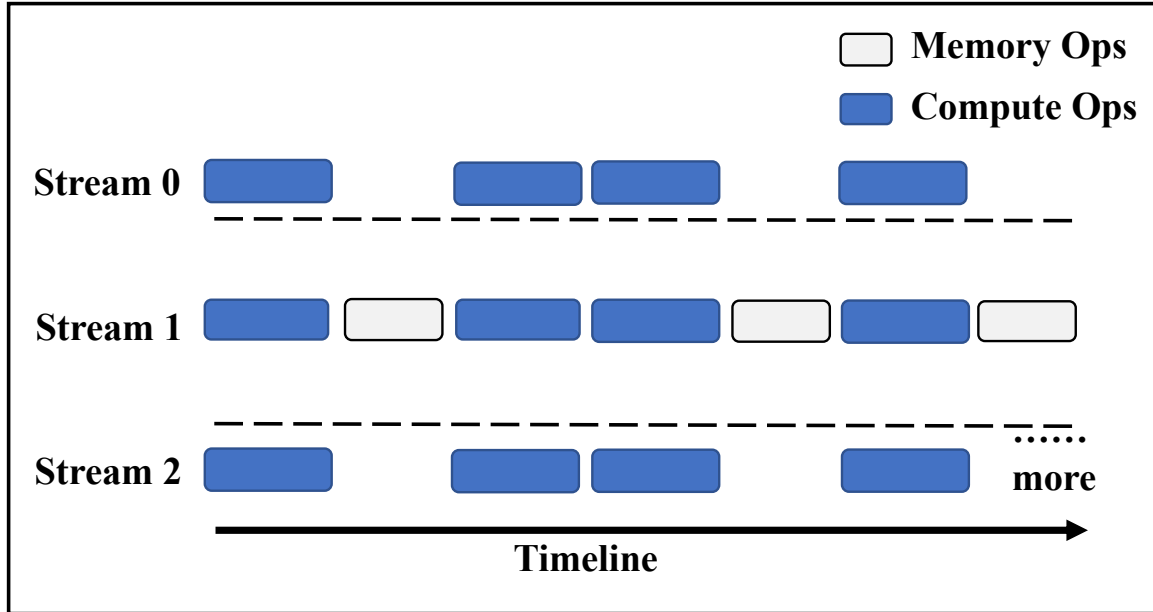 Memory Ops
Compute Ops
Stream 0
Stream 1
Stream 2
......
more
Timeline